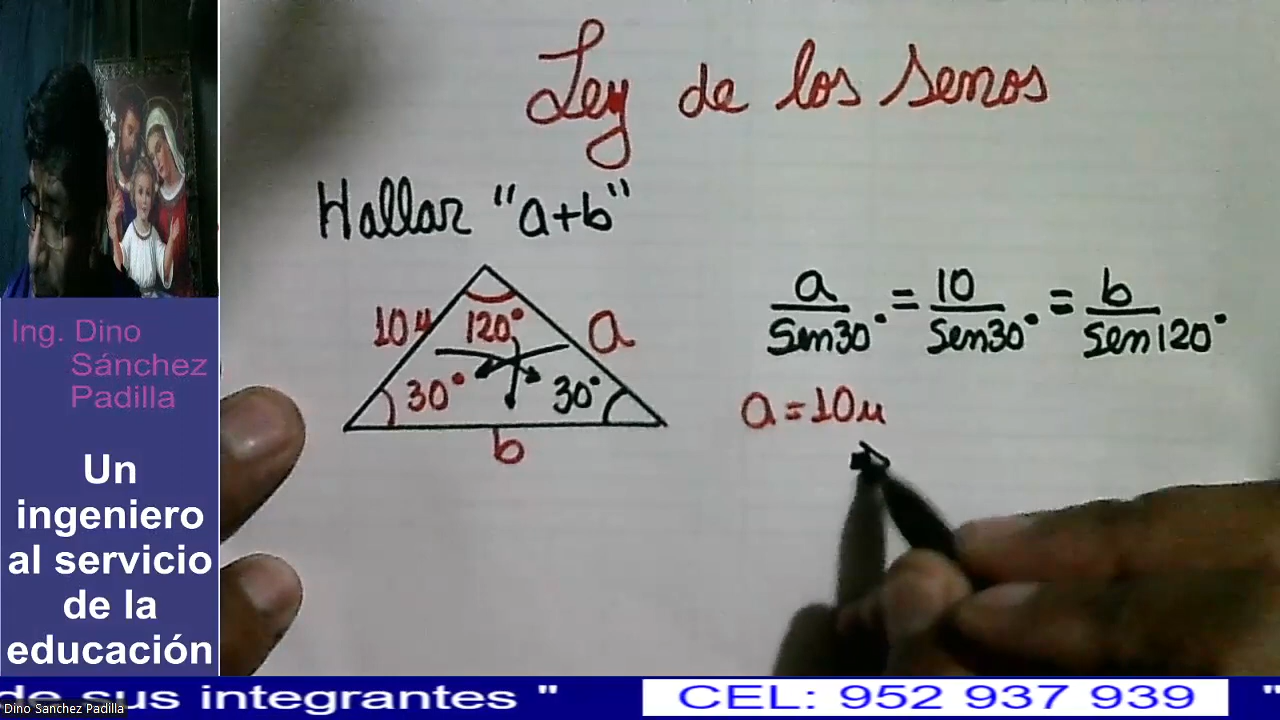 Ley de los senos
Hallar "a+b"
10u
120°
a
30°
30°
b
a/Sen30° = 10/Sen30° = b/Sen120°
a = 10u
Ing. Dino
Sánchez
Padilla
Un
ingeniero
al servicio
de la
educación
de sus integrantes "
CEL: 952 937 939
"
Dino Sanchez Padilla